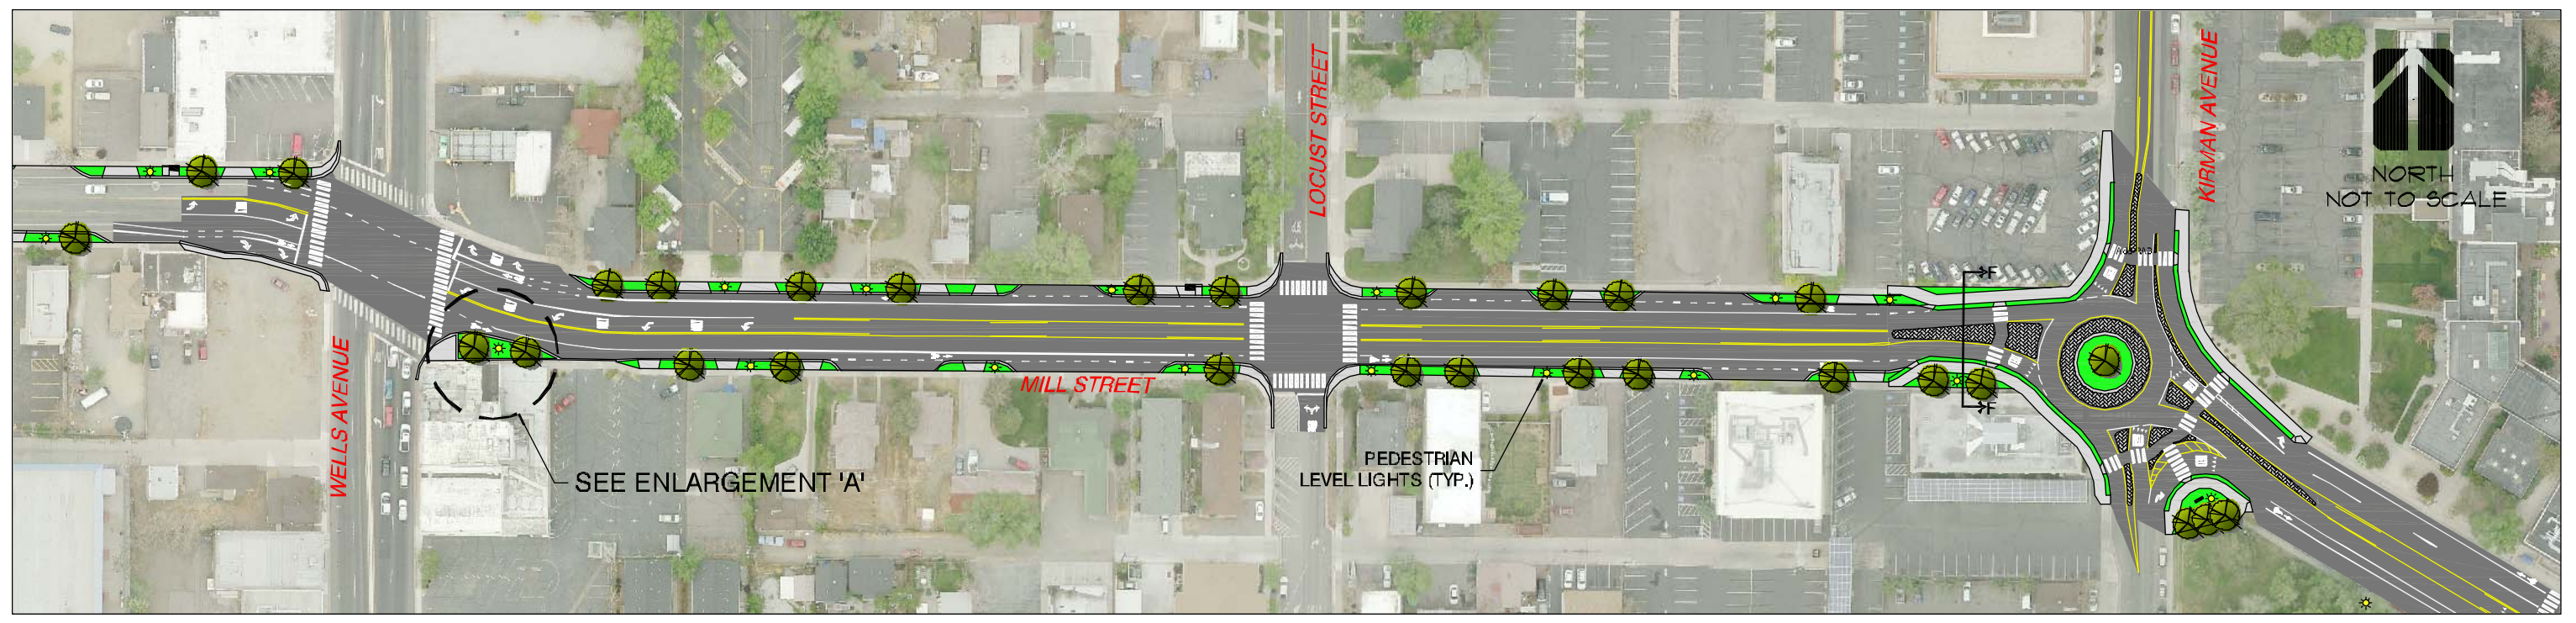 LOCUST STREET
KIRMAN AVENUE
NORTH
NOT TO SCALE
F
WELLS AVENUE
MILL STREET
F
SEE ENLARGEMENT 'A'
PEDESTRIAN
LEVEL LIGHTS (TYP.)